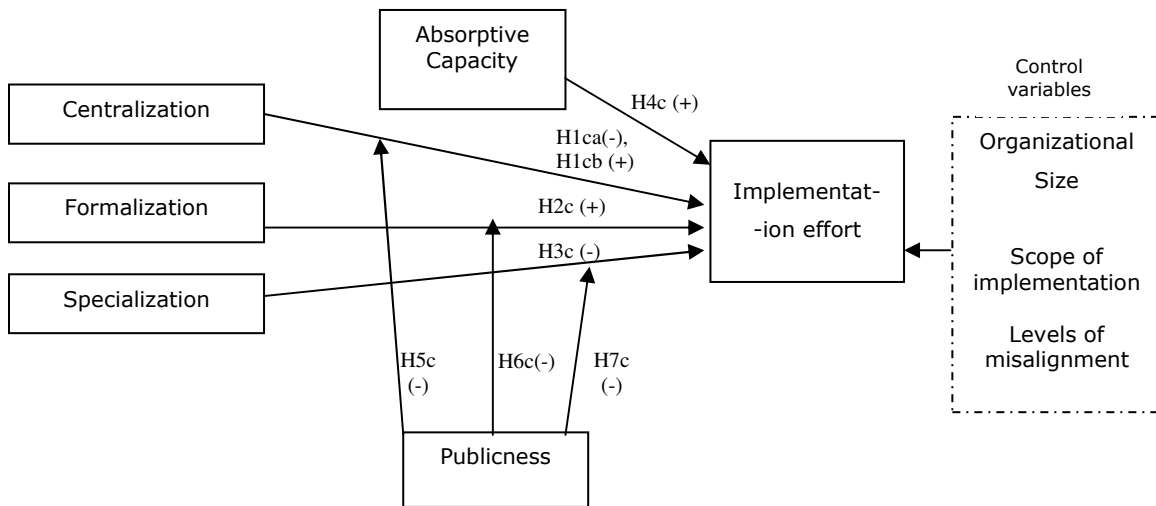 Absorptive
Capacity
Control
variables
Centralization
H4c (+)
H1ca(-),
H1cb (+)
Organizational
Size
Formalization
H2c (+)
Implementat-
-ion effort
H3c (-)
Specialization
Scope of
implementation
Levels of
misalignment
H5c
(-)
H6c(-)
H7c
(-)
Publicness